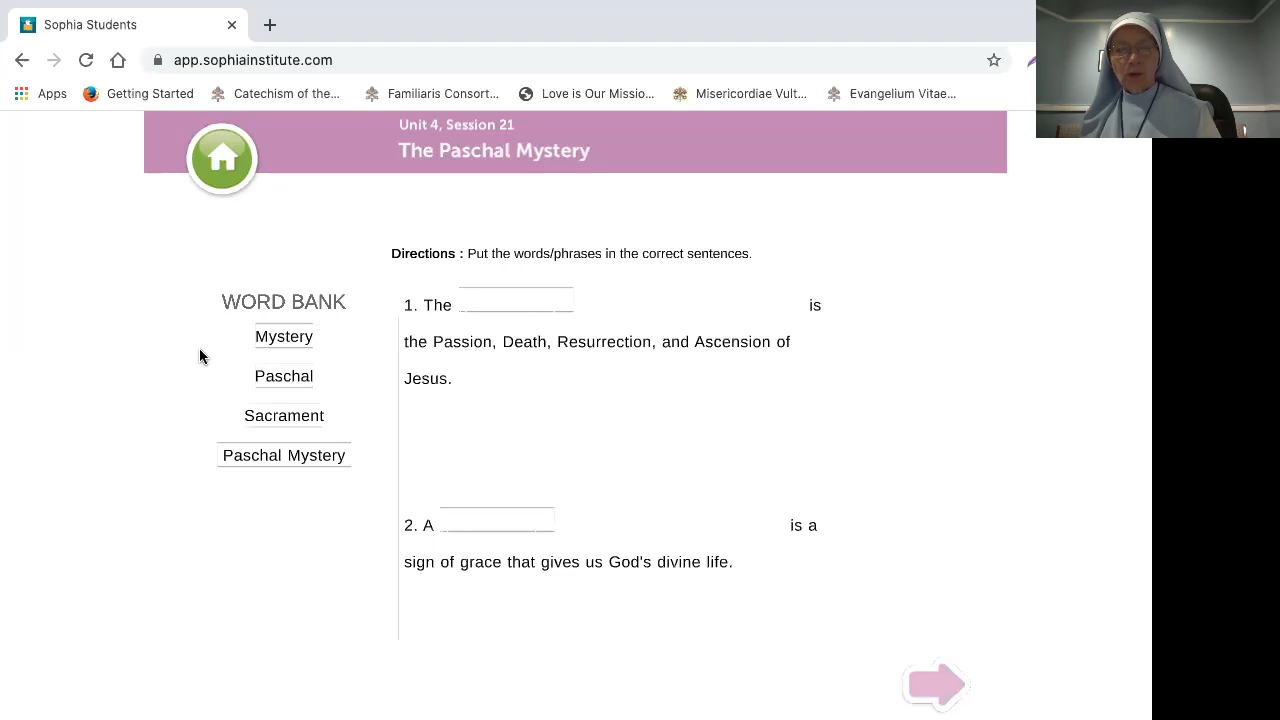 Sophia Students
app.sophiainstitute.com
Apps Getting Started Catechism of the... Familiaris Consort... Love is Our Missio... Misericordiae Vult... Evangelium Vitae...
Unit 4, Session 21
The Paschal Mystery
Directions : Put the words/phrases in the correct sentences.
WORD BANK
Mystery
Paschal
Sacrament
Paschal Mystery
1. The is
the Passion, Death, Resurrection, and Ascension of
Jesus.
2. A is a
sign of grace that gives us God's divine life.